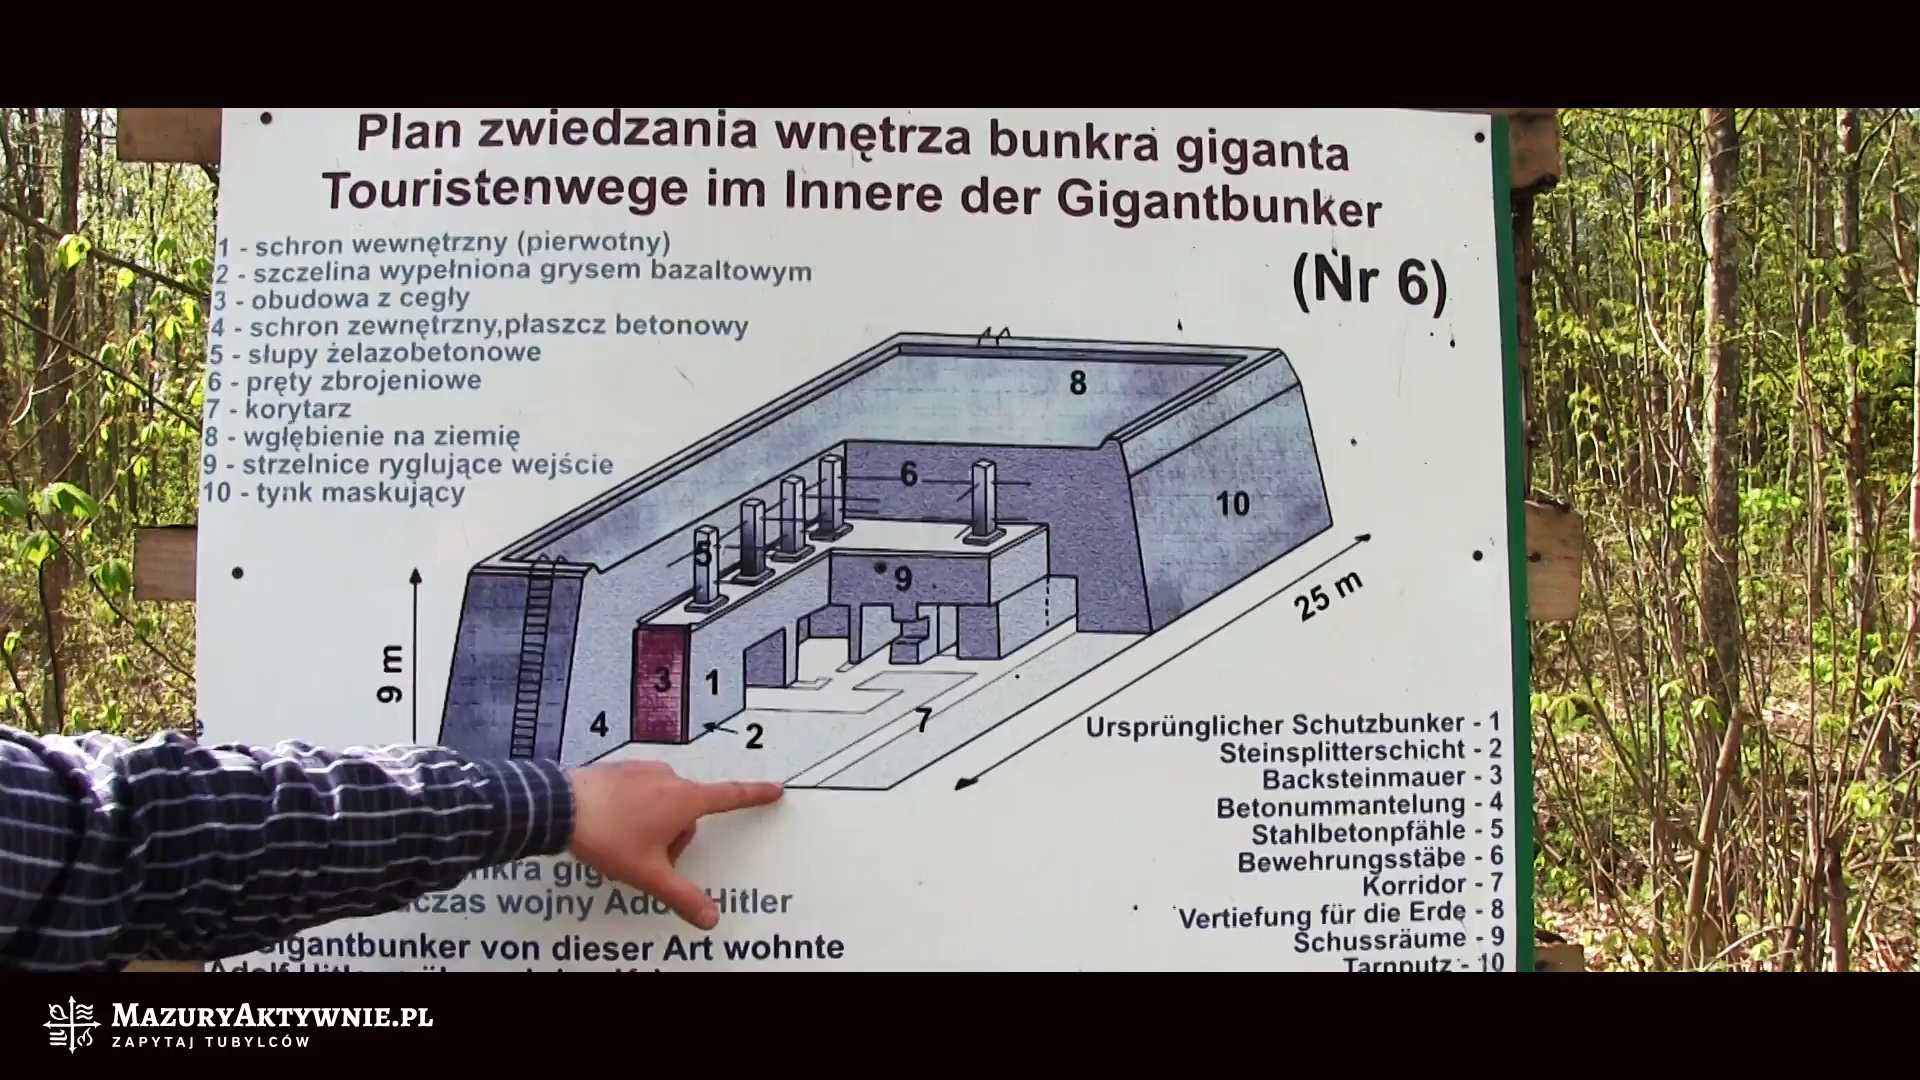 Plan zwiedzania wnętrza bunkra giganta
Touristenwege im Innere der Gigantbunker
(Nr 6)
1 - schron wewnętrzny (pierwotny)
2 - szczelina wypełniona grysem bazaltowym
3 - obudowa z cegły
4 - schron zewnętrzny,płaszcz betonowy
5 - słupy żelazobetonowe
6 - pręty zbrojeniowe
7 - korytarz
8 - wgłębienie na ziemię
9 - strzelnice ryglujące wejście
10 - tynk maskujący
8
6
10
5
9
25 m
9 m
3
1
4
2
7
Ursprünglicher Schutzbunker - 1
Steinsplitterschicht - 2
Backsteinmauer - 3
Betonummantelung - 4
Stahlbetonpfähle - 5
Bewehrungsstäbe - 6
Korridor - 7
Vertiefung für die Erde - 8
Schussräume - 9
Tarnputz - 10
wojny Hitler
von dieser Art wohnte
MAZURYAKTYWNIE.PL
ZAPYTAJ TUBYLCÓW